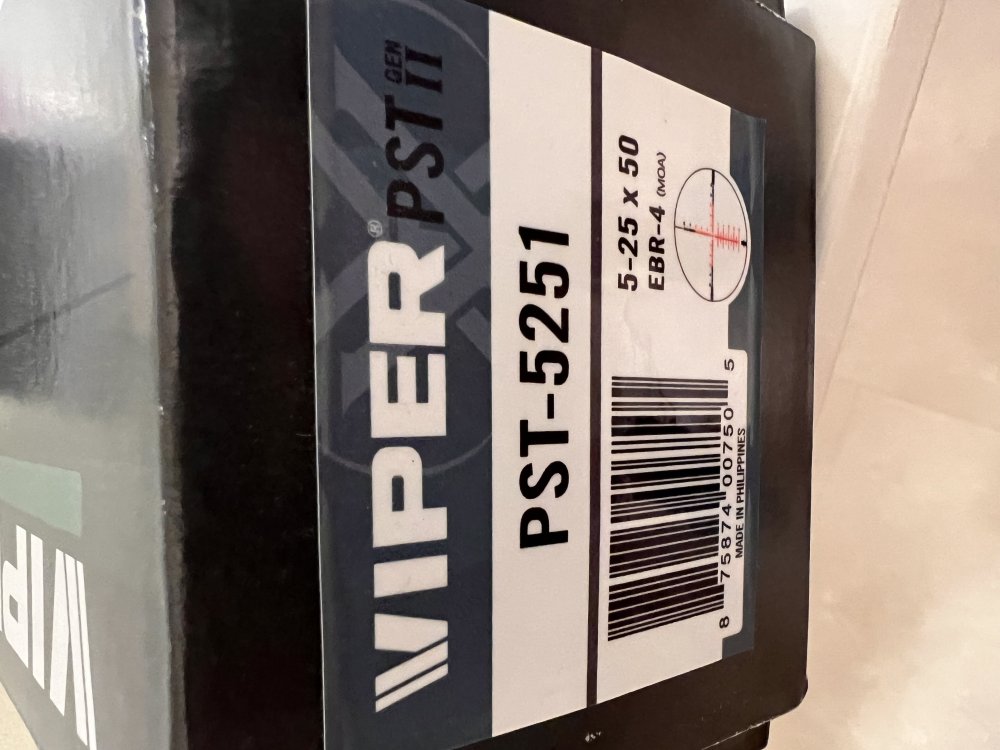 VIPER® PST GEN II
PST-5251
5-25 x 50
EBR-4 (MOA)
8 75874 00750 5
MADE IN PHILIPPINES
VIP